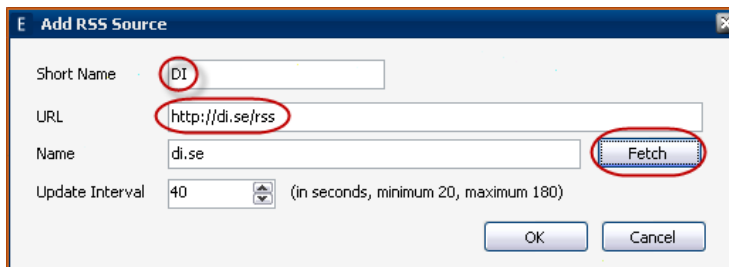 E Add RSS Source
Short Name DI
URL http://di.se/rss
Name di.se Fetch
Update Interval 40 (in seconds, minimum 20, maximum 180)
OK Cancel